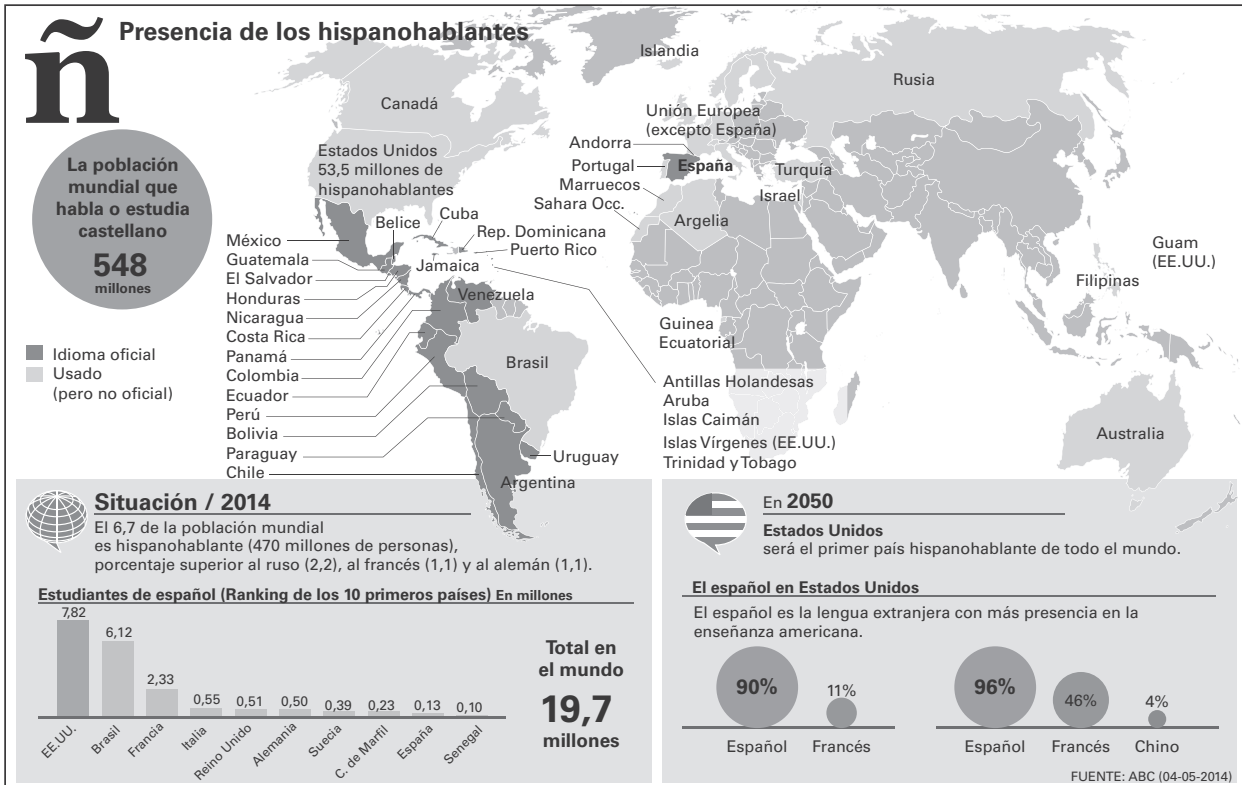 ñ
Presencia de los hispanohablantes
La población
mundial que
habla o estudia
castellano
548
millones
Idioma oficial
Usado
(pero no oficial)
Canadá
Estados Unidos
53,5 millones de
hispanohablantes
Belice
Cuba
Rep. Dominicana
Puerto Rico
Jamaica
México
Guatemala
El Salvador
Honduras
Nicaragua
Costa Rica
Panamá
Colombia
Ecuador
Perú
Bolivia
Paraguay
Chile
Venezuela
Brasil
Uruguay
Argentina
Islandia
Rusia
Unión Europea
(excepto España)
Andorra
Portugal
España
Marruecos
Sahara Occ.
Turquía
Israel
Argelia
Guinea
Ecuatorial
Antillas Holandesas
Aruba
Islas Caimán
Islas Vírgenes (EE.UU.)
Trinidad y Tobago
Guam
(EE.UU.)
Filipinas
Australia
Situación / 2014
El 6,7 de la población mundial
es hispanohablante (470 millones de personas),
porcentaje superior al ruso (2,2), al francés (1,1) y al alemán (1,1).
Estudiantes de español (Ranking de los 10 primeros países) En millones
7,82
6,12
2,33
0,55
0,51
0,50
0,39
0,23
0,13
0,10
EE.UU.
Brasil
Francia
Italia
Reino Unido
Alemania
Suecia
C. de Marfil
España
Senegal
Total en
el mundo
19,7
millones
En 2050
Estados Unidos
será el primer país hispanohablante de todo el mundo.
El español en Estados Unidos
El español es la lengua extranjera con más presencia en la
enseñanza americana.
90%
11%
Español
Francés
96%
46%
4%
Español
Francés
Chino
FUENTE: ABC (04-05-2014)